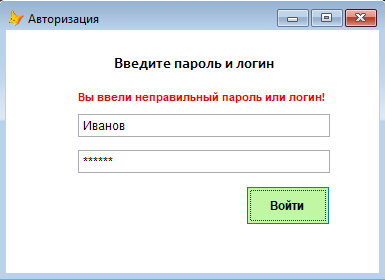 Авторизация
Введите пароль и логин
Вы ввели неправильный пароль или логин!
Иванов
******
Войти